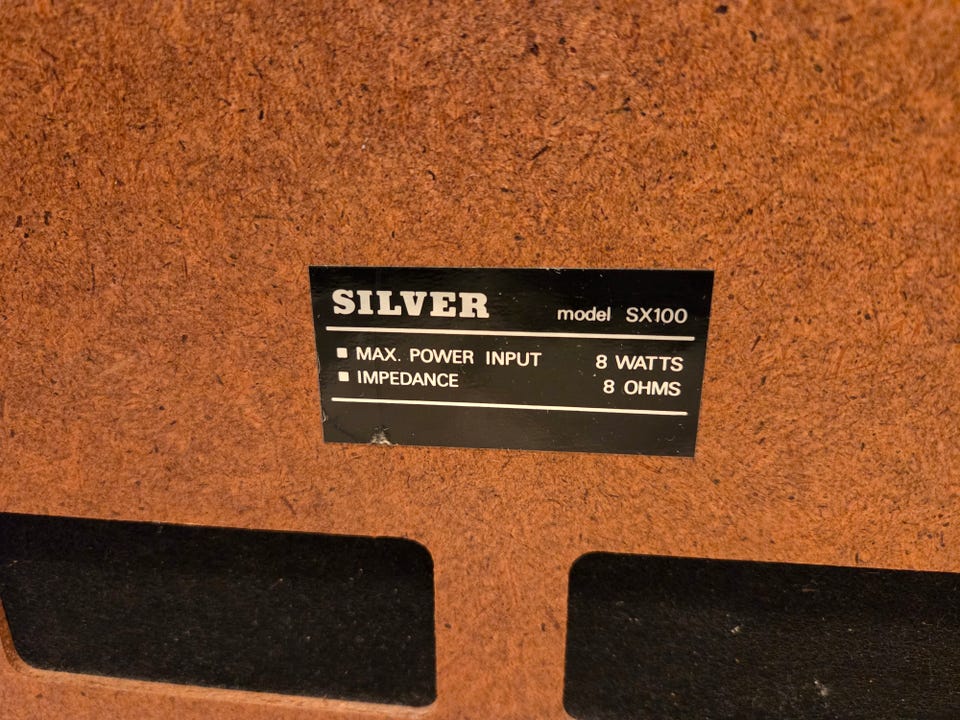 SILVER model SX100
■ MAX. POWER INPUT 8 WATTS
■ IMPEDANCE 8 OHMS